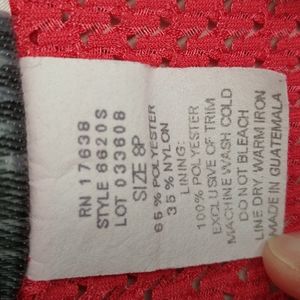 RN 17638
STYLE 6620S
LOT 033608
SIZE 8P
65% POLYESTER
35% NYLON
LINING:
100% POLYESTER
EXCLUSIVE OF TRIM
MACHINE WASH COLD
DO NOT BLEACH
LINE DRY, WARM IRON
MADE IN GUATEMALA